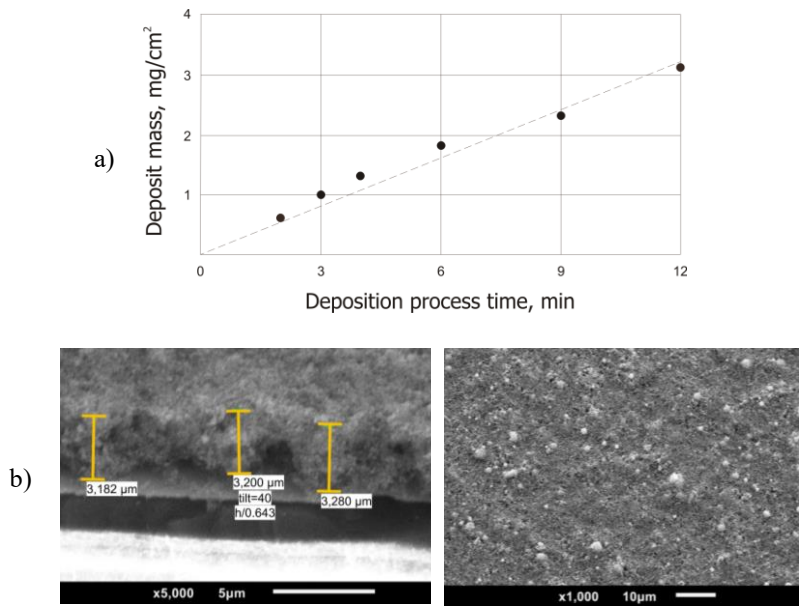 a)
Deposit mass, mg/cm²
4
3
2
1
0
3
6
9
12
Deposition process time, min
b)
3,182 µm
3,200 µm
tilt=40
h/0.643
3,280 µm
x5,000 5µm
x1,000 10µm